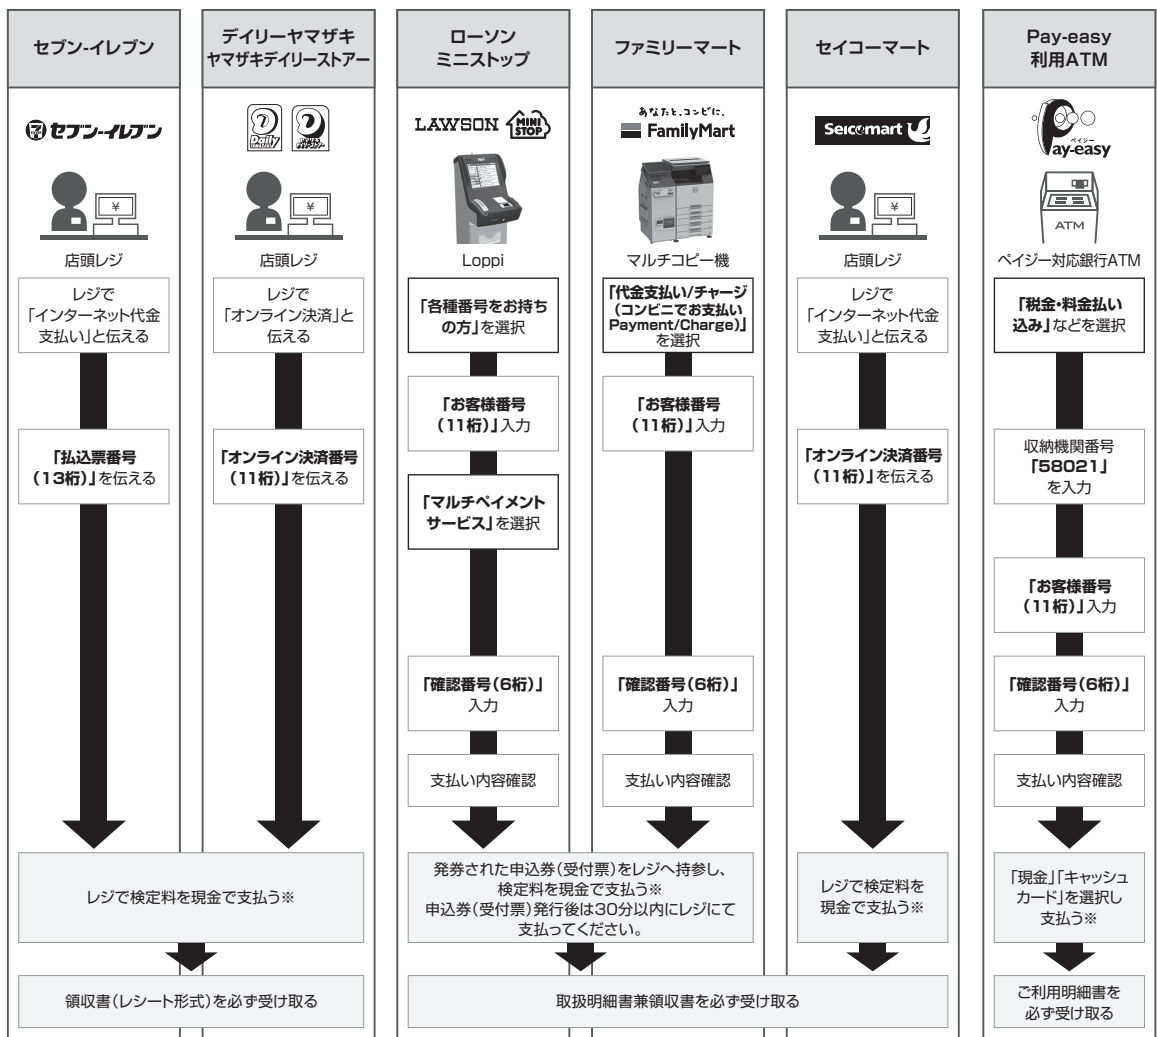 セブン-イレブン
セブン-イレブン
店頭レジ
レジで
「インターネット代金
支払い」と伝える
「払込票番号
(13桁)」を伝える
デイリーヤマザキ
ヤマザキデイリーストアー
Daily
店頭レジ
レジで
「オンライン決済」と
伝える
「オンライン決済番号
(11桁)」を伝える
レジで検定料を現金で支払う※
領収書(レシート形式)を必ず受け取る
ローソン
ミニストップ
LAWSON
MINI
STOP
Loppi
「各種番号をお持ち
の方」を選択
「お客様番号
(11桁)」入力
「マルチペイメント
サービス」を選択
「確認番号(6桁)」
入力
支払い内容確認
ファミリーマート
あなたと、コンビに、
FamilyMart
マルチコピー機
「代金支払い/チャージ
(コンビニでお支払い
Payment/Charge)」
を選択
「お客様番号
(11桁)」入力
「確認番号(6桁)」
入力
支払い内容確認
発券された申込券(受付票)をレジへ持参し、
検定料を現金で支払う※
申込券(受付票)発行後は30分以内にレジにて
支払ってください。
セイコーマート
Seicomart
店頭レジ
レジで
「インターネット代金
支払い」と伝える
「オンライン決済番号
(11桁)」を伝える
レジで検定料を
現金で支払う※
取扱明細書兼領収書を必ず受け取る
Pay-easy
利用ATM
ペイジー
Pay-easy
ATM
ペイジー対応銀行ATM
「税金・料金払い
込み」などを選択
収納機関番号
「58021」
を入力
「お客様番号
(11桁)」入力
「確認番号(6桁)」
入力
支払い内容確認
「現金」「キャッシュ
カード」を選択し
支払う※
ご利用明細書を
必ず受け取る